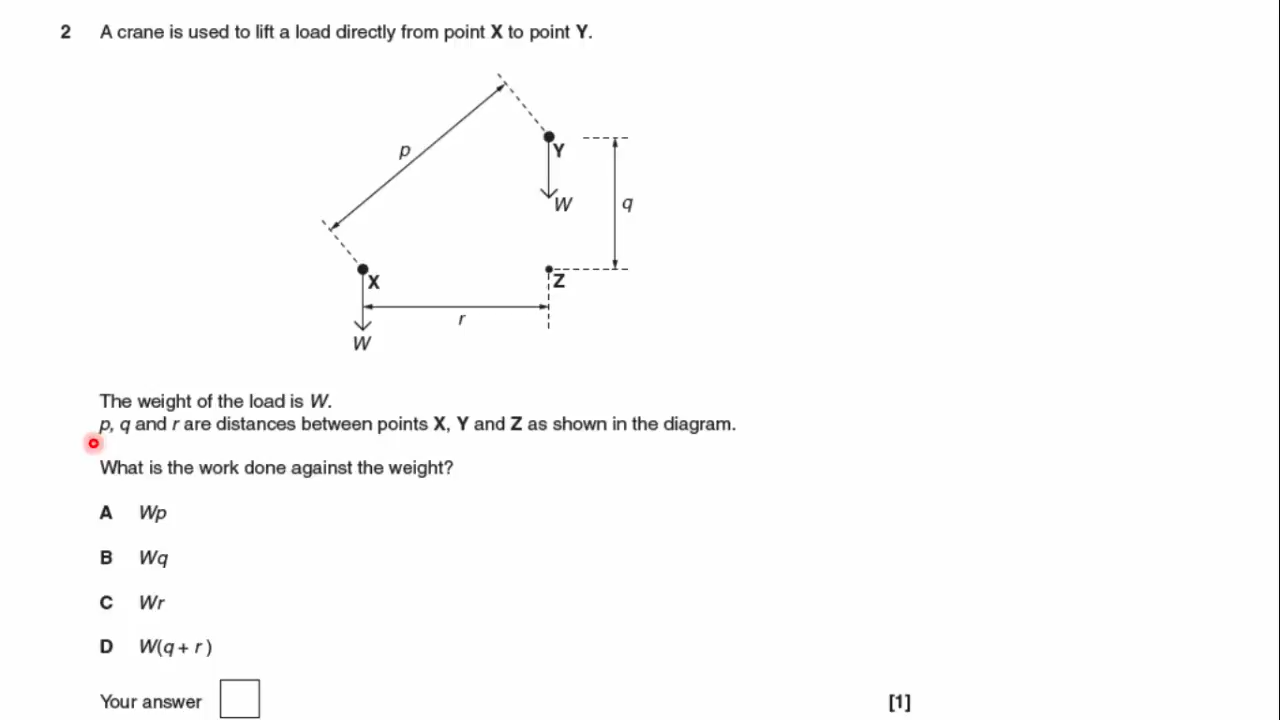 2 A crane is used to lift a load directly from point X to point Y.
p
Y
W
q
X
Z
r
W
The weight of the load is W.
p, q and r are distances between points X, Y and Z as shown in the diagram.
What is the work done against the weight?
A Wp
B Wq
C Wr
D W(q + r)
Your answer [1]